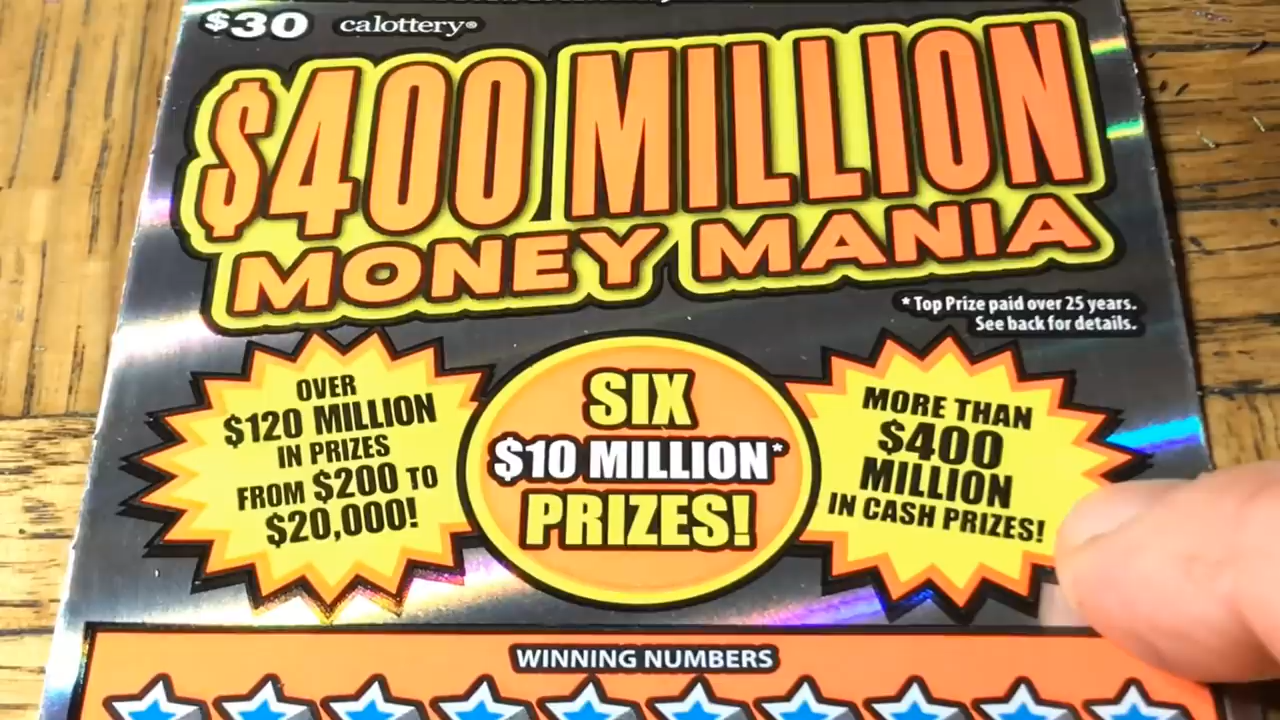 $30 calottery®
$400 MILLION
MONEY MANIA
*Top Prize paid over 25 years.
See back for details.
OVER
$120 MILLION
IN PRIZES
FROM $200 TO
$20,000!
SIX
$10 MILLION*
PRIZES!
MORE THAN
$400
MILLION
IN CASH PRIZES!
WINNING NUMBERS